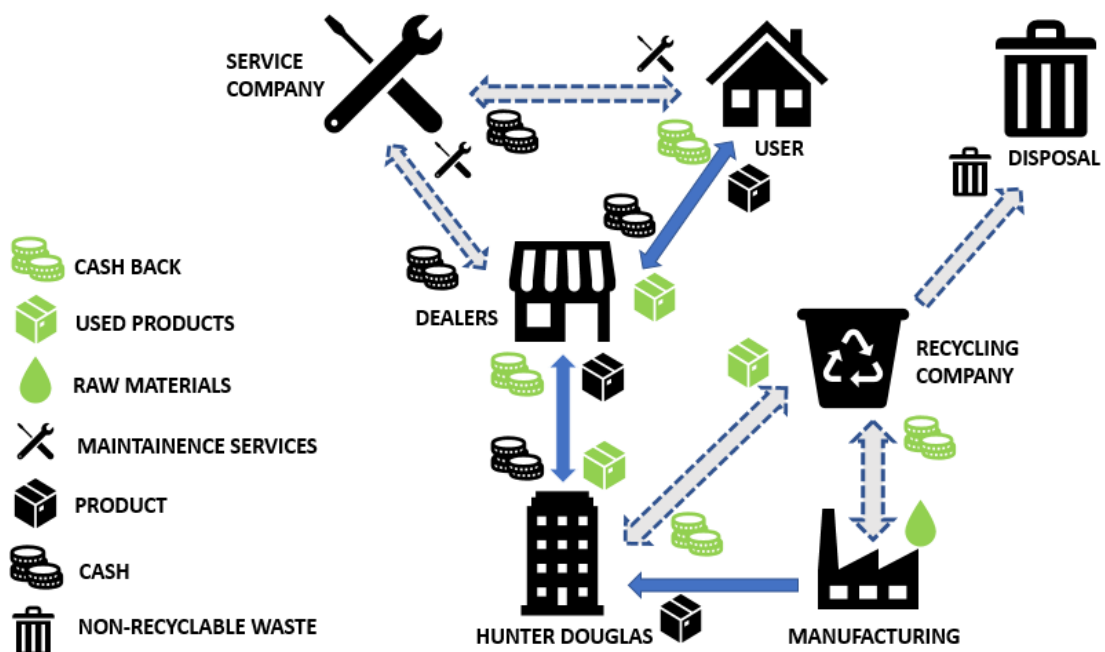 SERVICE
COMPANY
USER
DISPOSAL
CASH BACK
DEALERS
USED PRODUCTS
RECYCLING
COMPANY
RAW MATERIALS
MAINTAINENCE SERVICES
PRODUCT
CASH
NON-RECYCLABLE WASTE
HUNTER DOUGLAS
MANUFACTURING